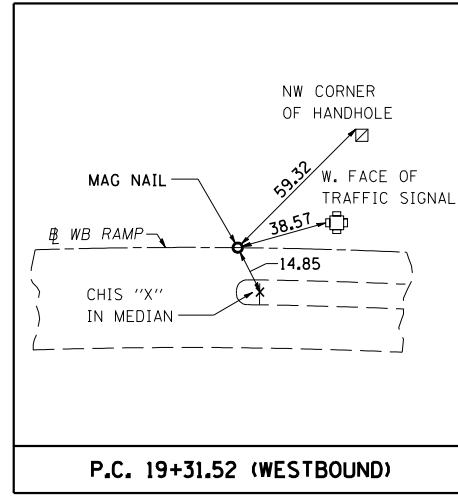 NW CORNER
OF HANDHOLE
MAG NAIL
59.32
W. FACE OF
TRAFFIC SIGNAL
38.57
℄ WB RAMP
14.85
CHIS "X"
IN MEDIAN
P.C. 19+31.52 (WESTBOUND)